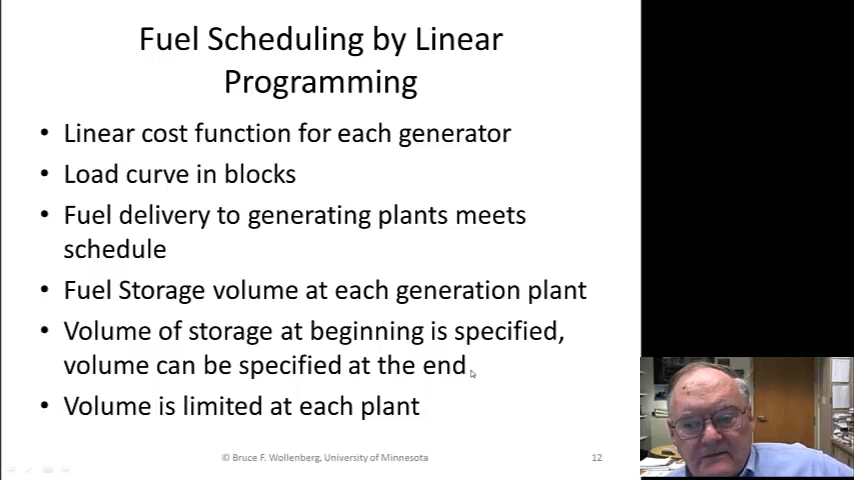 Fuel Scheduling by Linear
Programming
• Linear cost function for each generator
• Load curve in blocks
• Fuel delivery to generating plants meets
schedule
• Fuel Storage volume at each generation plant
• Volume of storage at beginning is specified,
volume can be specified at the end
• Volume is limited at each plant
© Bruce F. Wollenberg, University of Minnesota
12